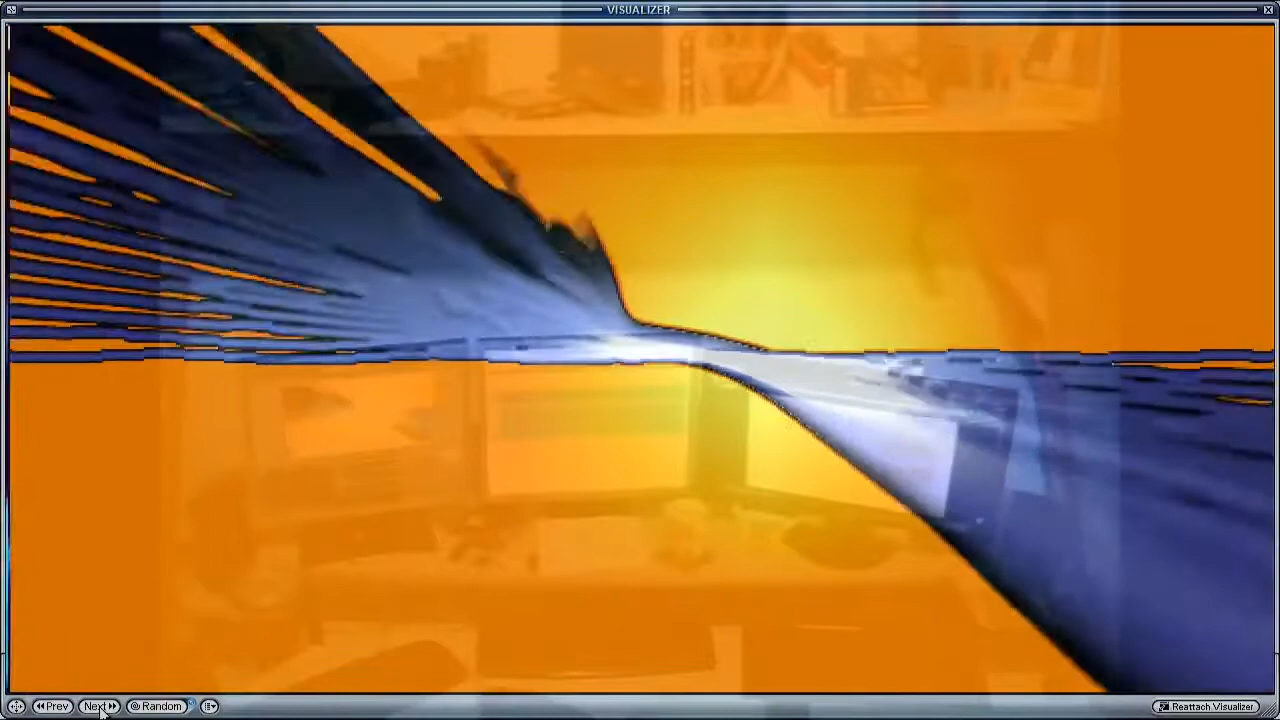 VISUALIZER
Prev
Next
Random
Reattach Visualizer